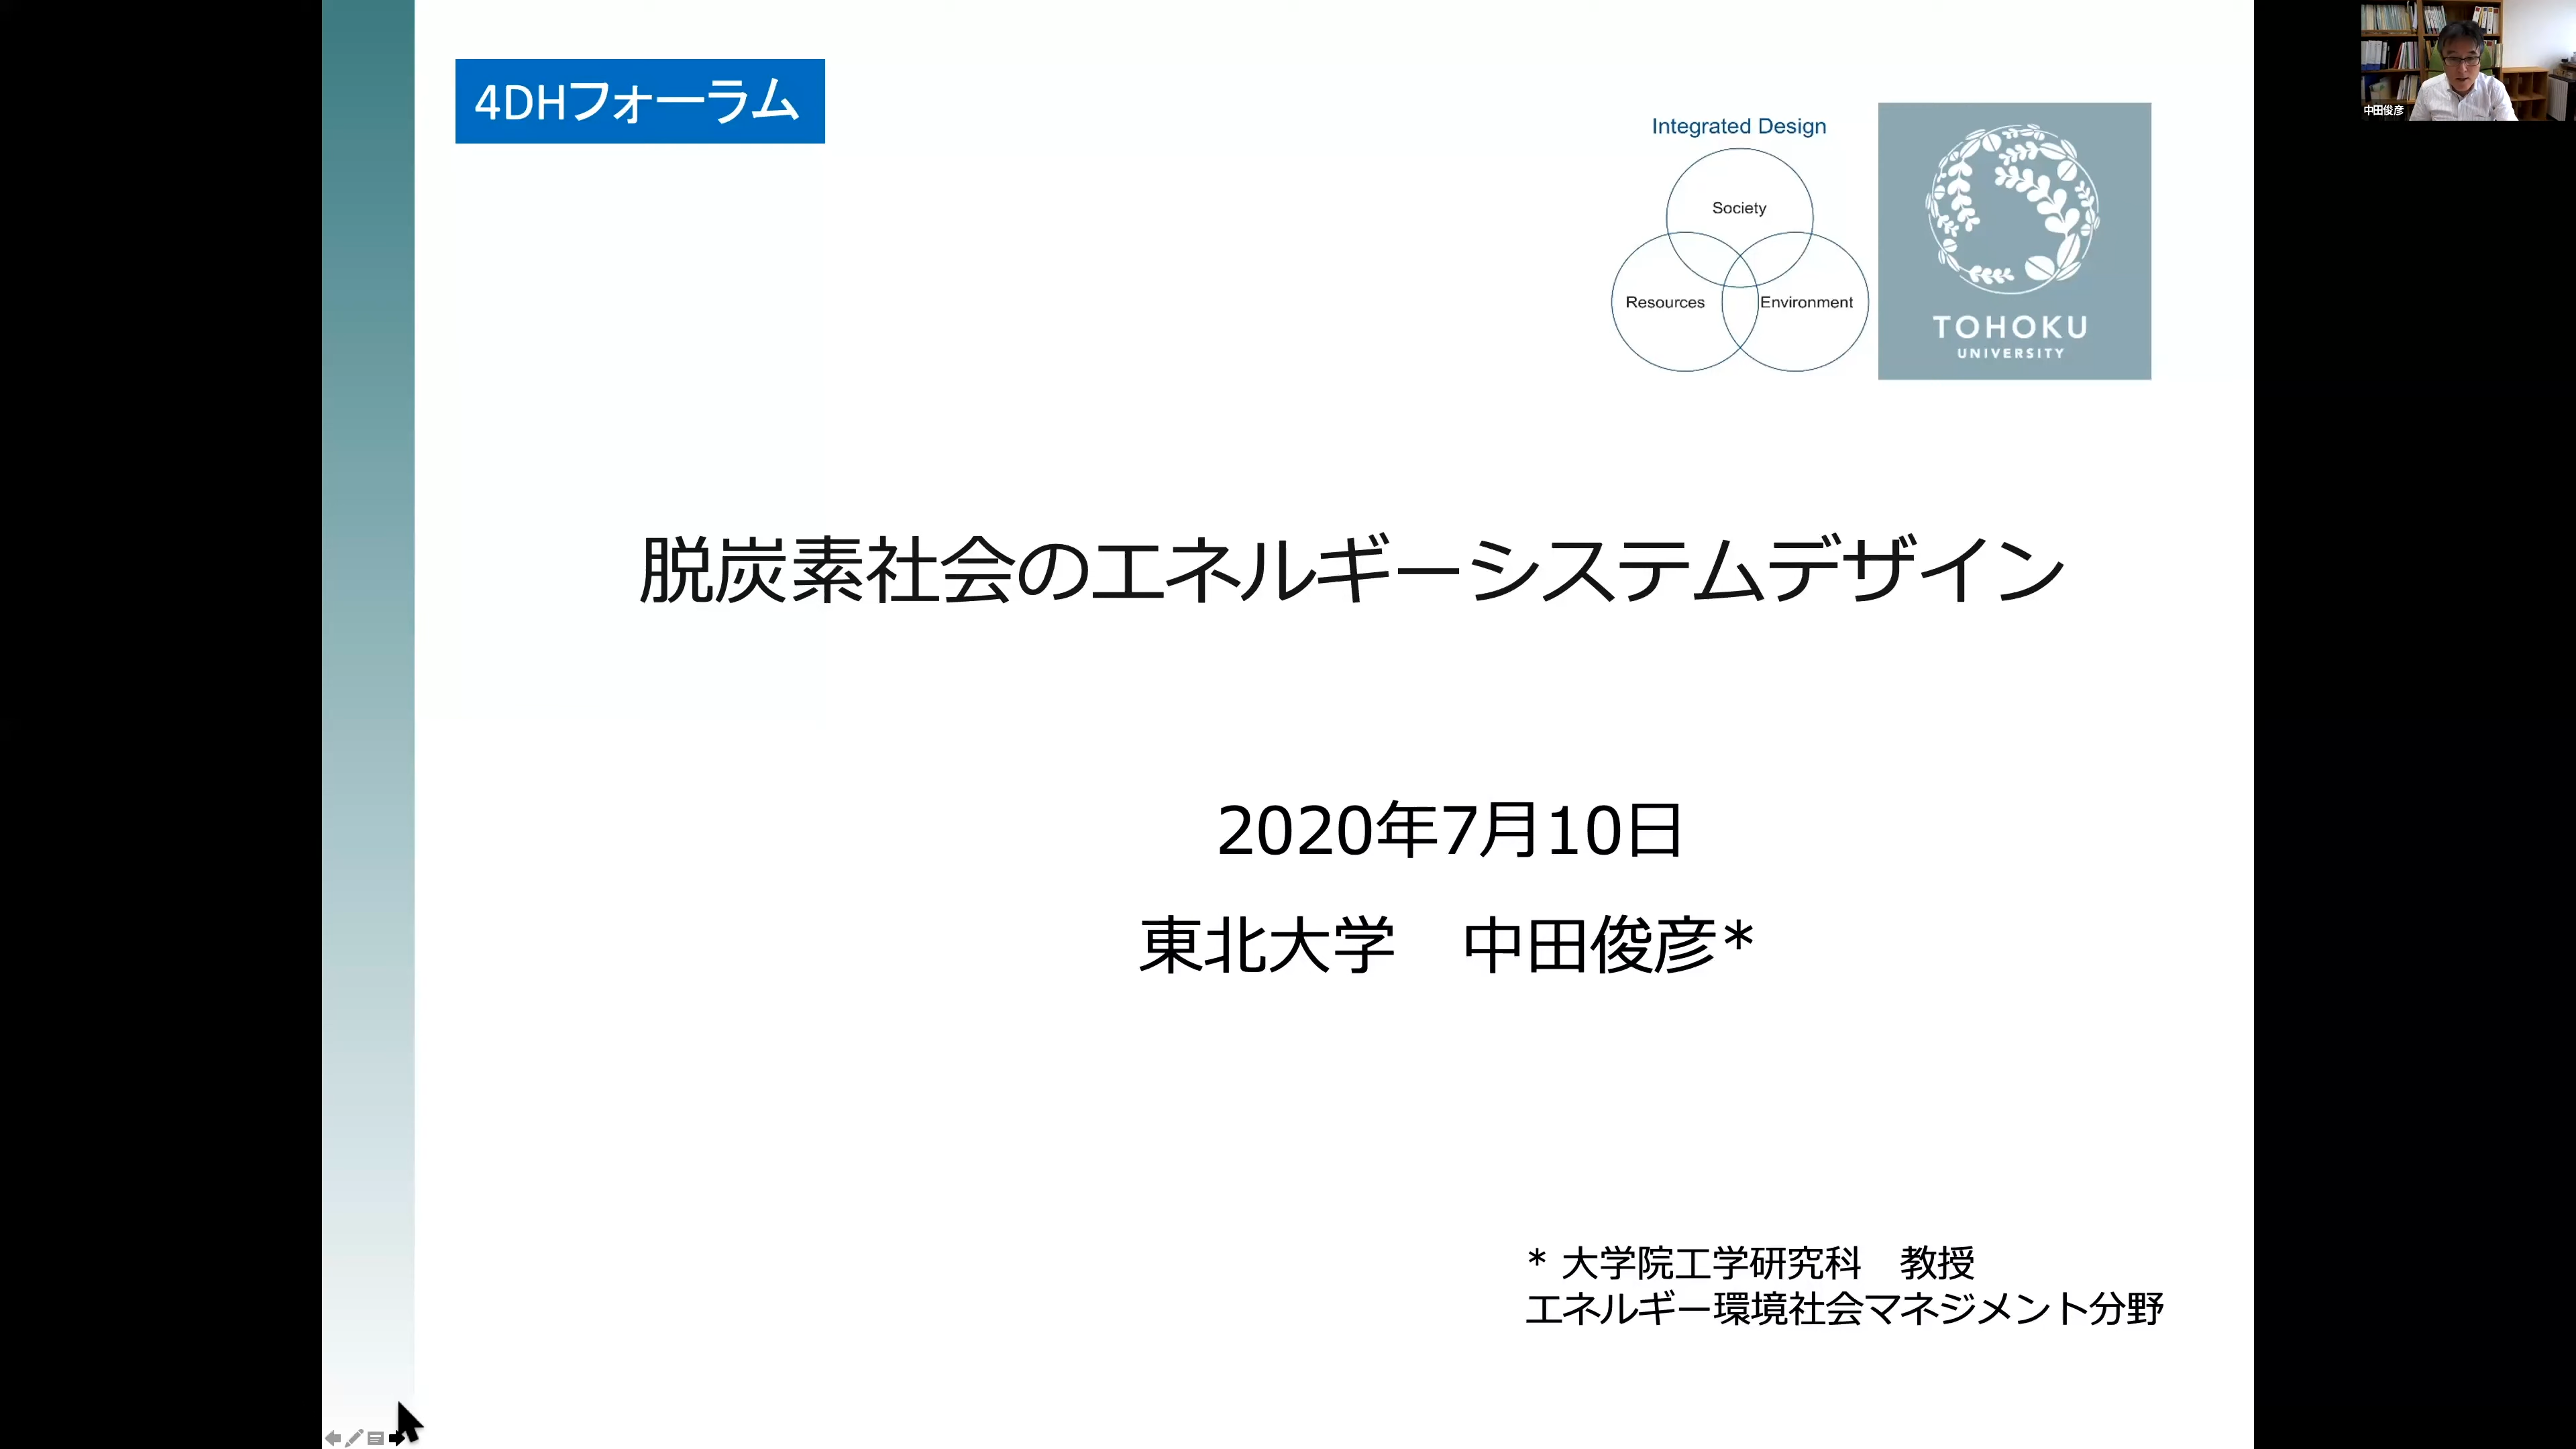 4DHフォーラム
中田俊彦
Integrated Design
Society
Resources
Environment
TOHOKU
UNIVERSITY
脱炭素社会のエネルギーシステムデザイン
2020年7月10日
東北大学　中田俊彦*
* 大学院工学研究科　教授
エネルギー環境社会マネジメント分野